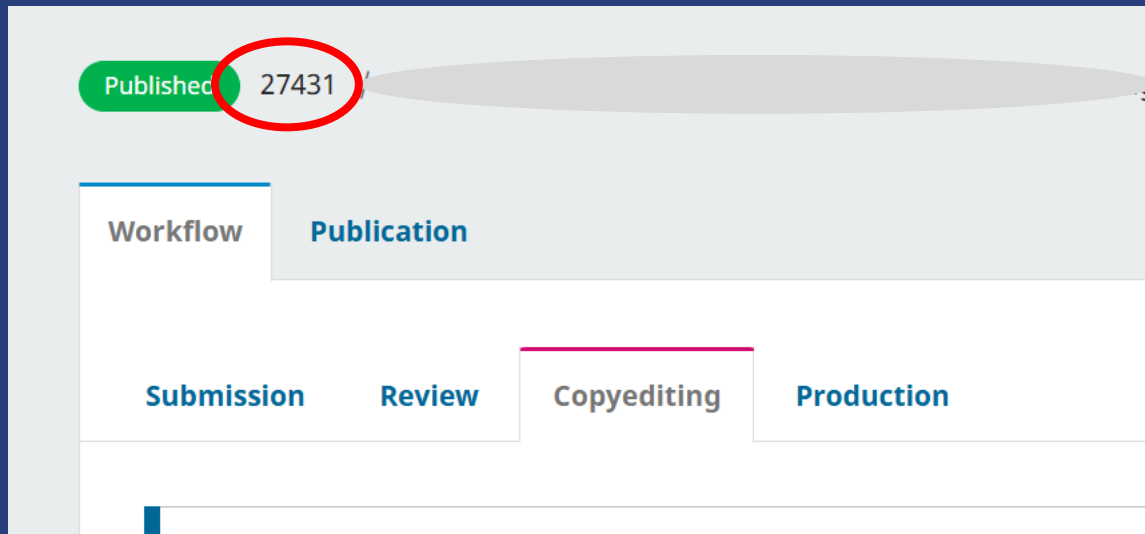 Published 27431 /
Workflow Publication
Submission Review Copyediting Production